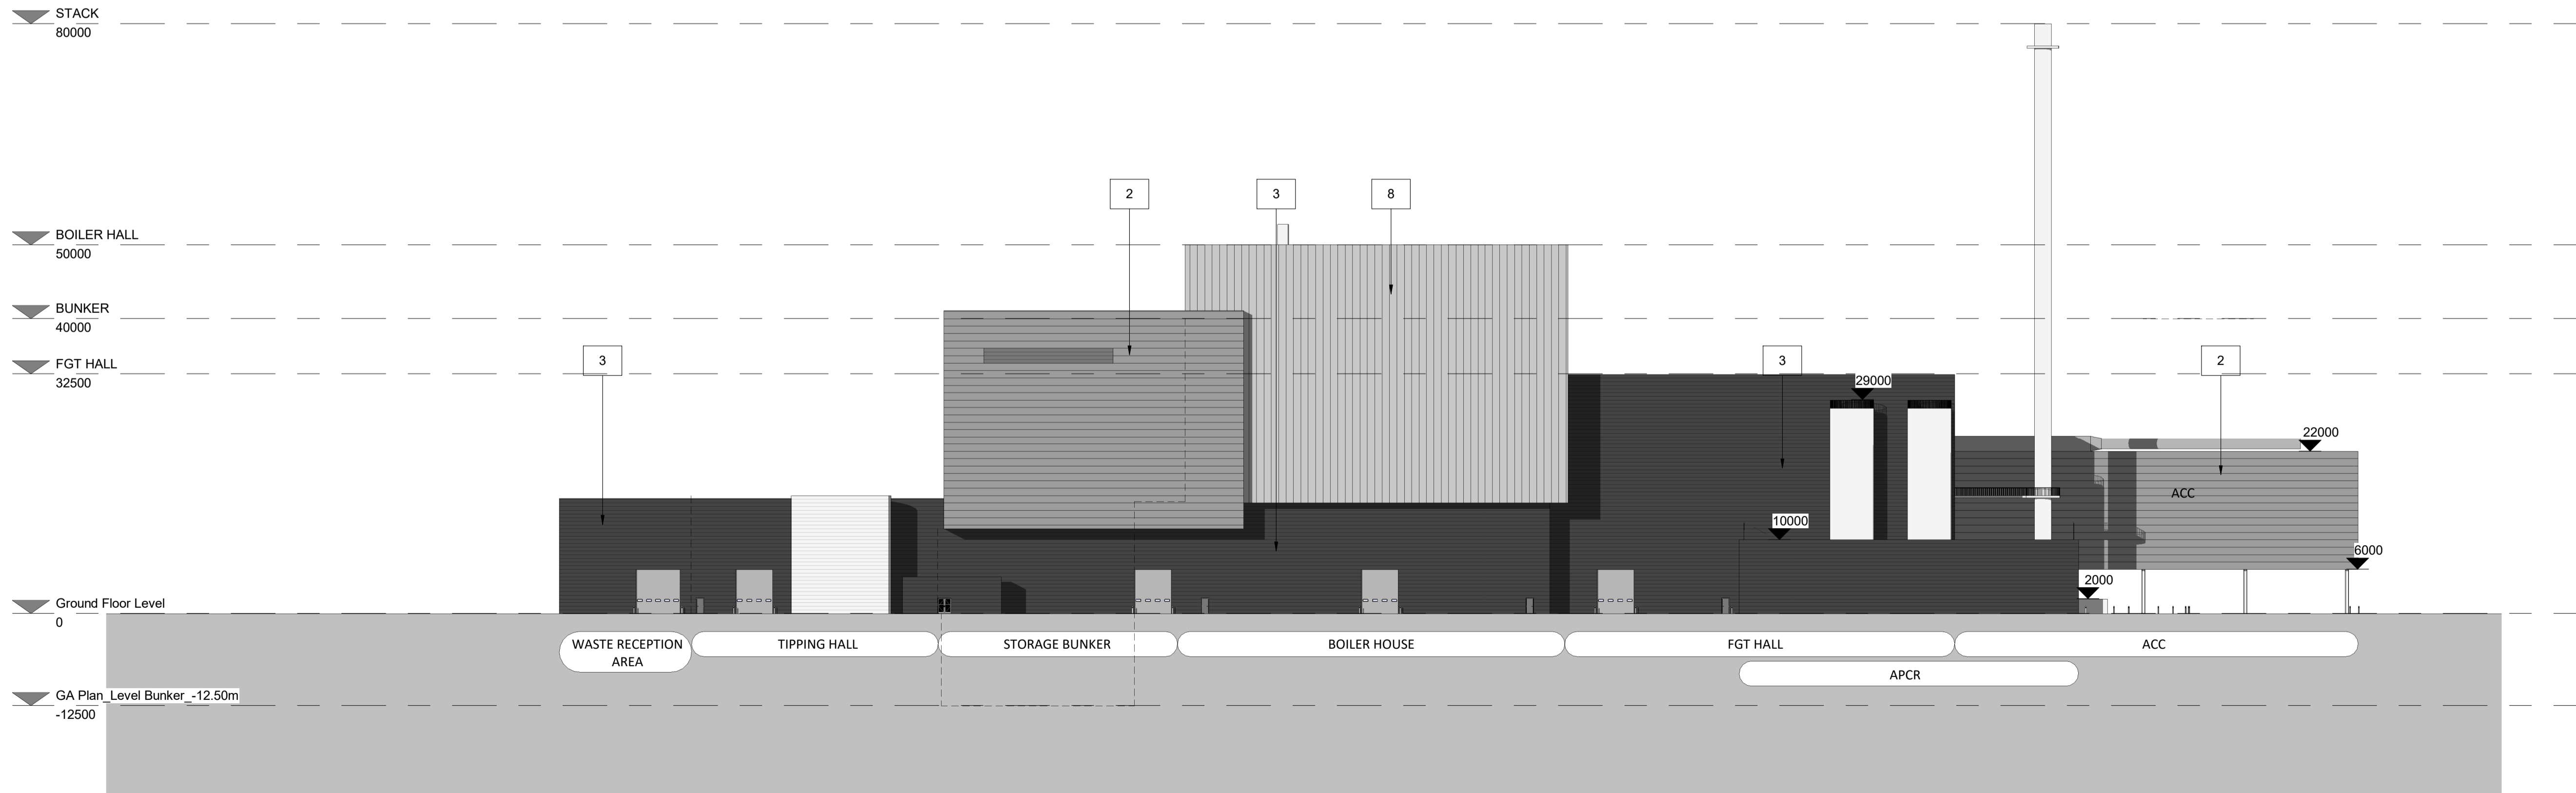 STACK
80000
2
3
8
BOILER HALL
50000
BUNKER
40000
3
3
2
FGT HALL
32500
29000
22000
ACC
10000
6000
2000
Ground Floor Level
0
WASTE RECEPTION
AREA
TIPPING HALL
STORAGE BUNKER
BOILER HOUSE
FGT HALL
ACC
APCR
GA Plan_Level Bunker_-12.50m
-12500